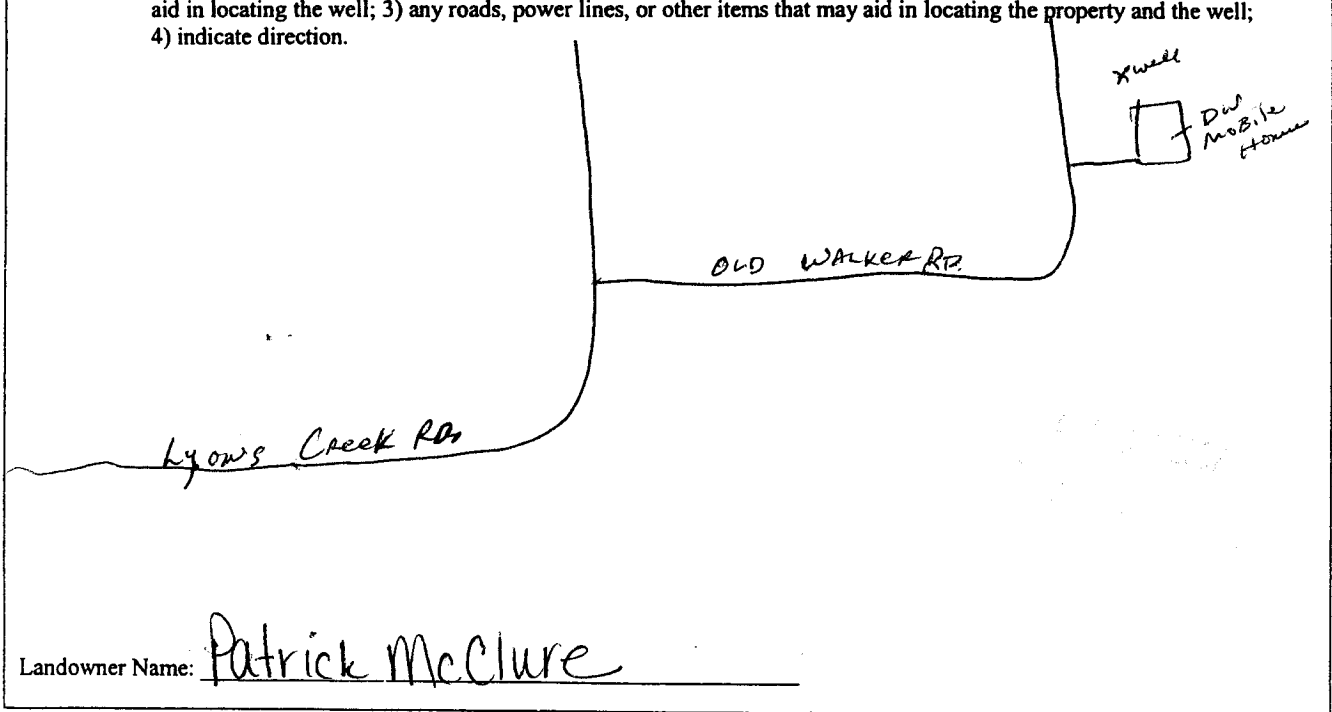 aid in locating the well; 3) any roads, power lines, or other items that may aid in locating the property and the well;
4) indicate direction.
x well
DW
MoBile
Home
OLD WALKER RD.
Lyons Creek RD.
Landowner Name: Patrick McClure